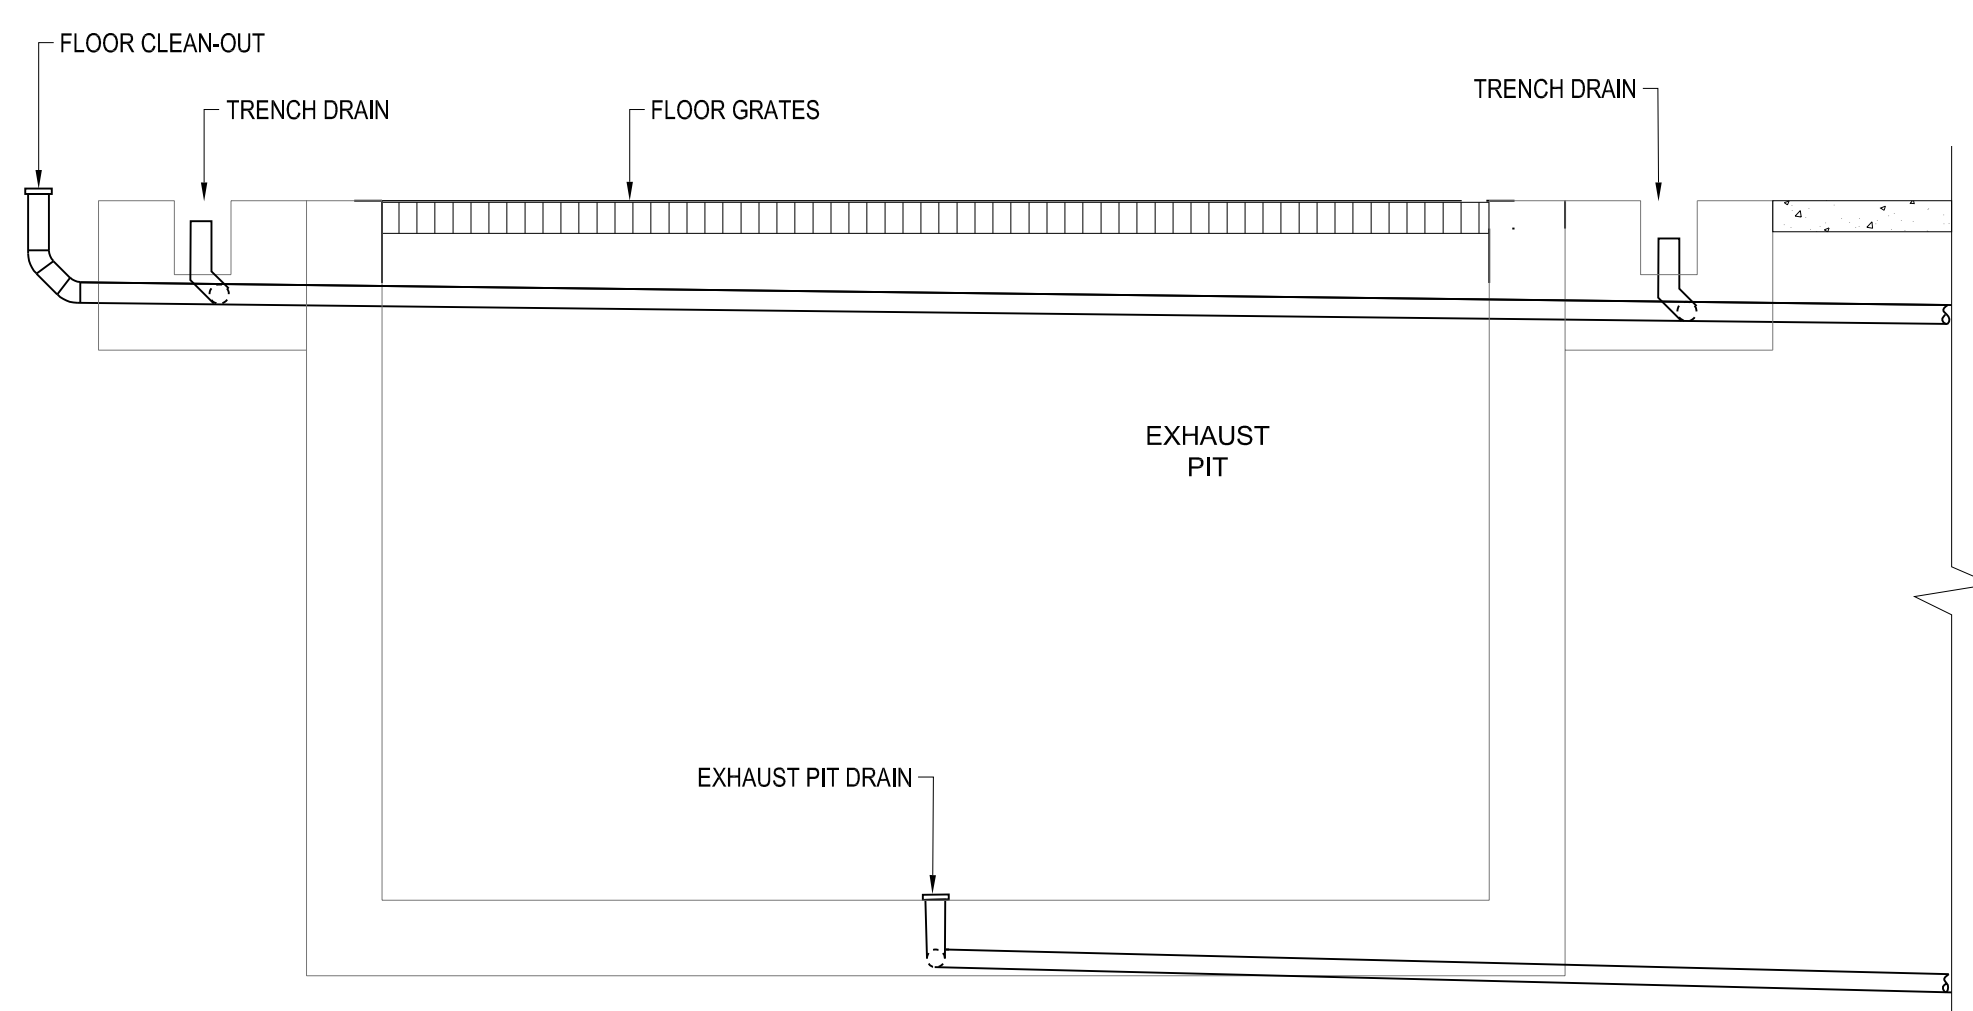 FLOOR CLEAN-OUT
TRENCH DRAIN
FLOOR GRATES
TRENCH DRAIN
EXHAUST
PIT
EXHAUST PIT DRAIN